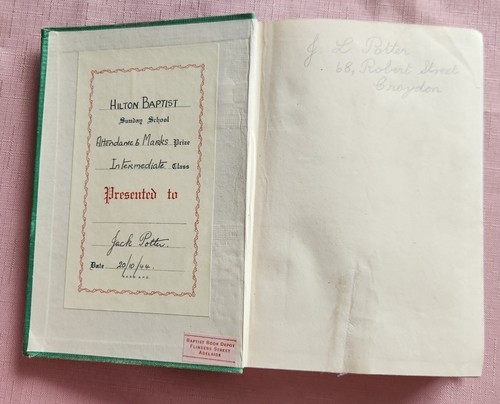 HILTON BAPTIST
Sunday School
Attendance & Marks Prize
Intermediate Class
Presented to
Jack Potter.
Date 20/10/44.
BAPTIST BOOK DEPOT
FLINDERS STREET
ADELAIDE
J. L Potter
68, Robert Street
Croydon